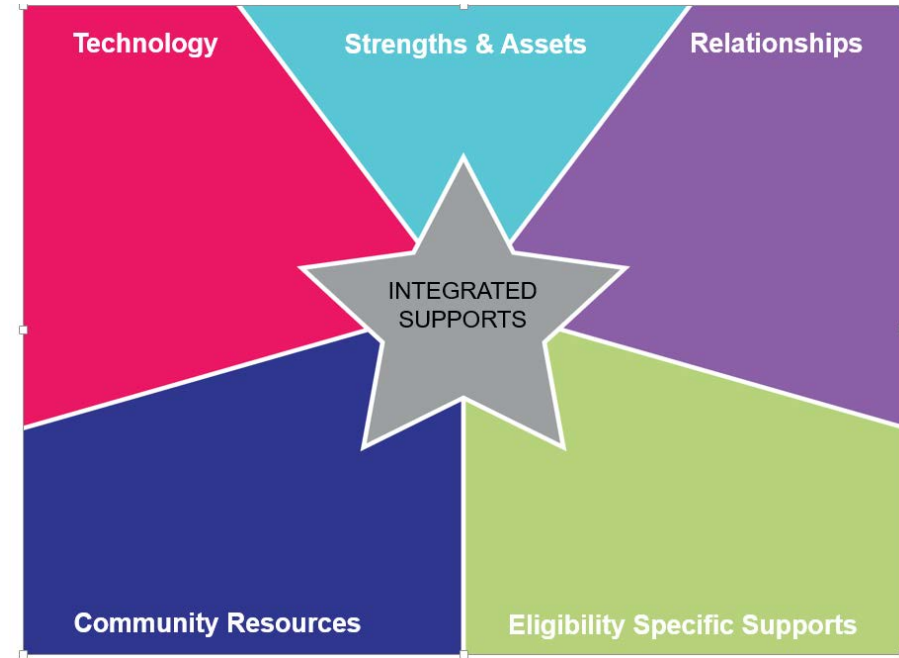 Technology
Strengths & Assets
Relationships
INTEGRATED
SUPPORTS
Community Resources
Eligibility Specific Supports